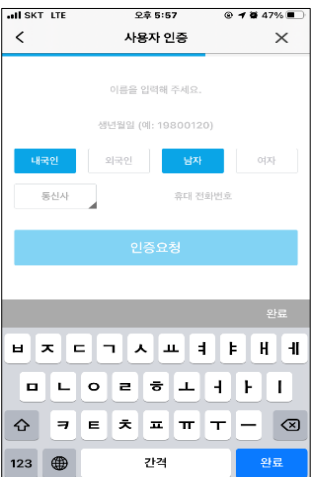 SKT LTE 오후 5:57 47%
사용자 인증
이름을 입력해 주세요.
생년월일 (예: 19800120)
내국인 외국인 남자 여자
통신사 휴대 전화번호
인증요청
완료
ㅂ ㅈ ㄷ ㄱ ㅅ ㅛ ㅕ ㅑ ㅐ ㅔ
ㅁ ㄴ ㅇ ㄹ ㅎ ㅗ ㅓ ㅏ ㅣ
ㅋ ㅌ ㅊ ㅍ ㅠ ㅜ ㅡ
123 간격 완료